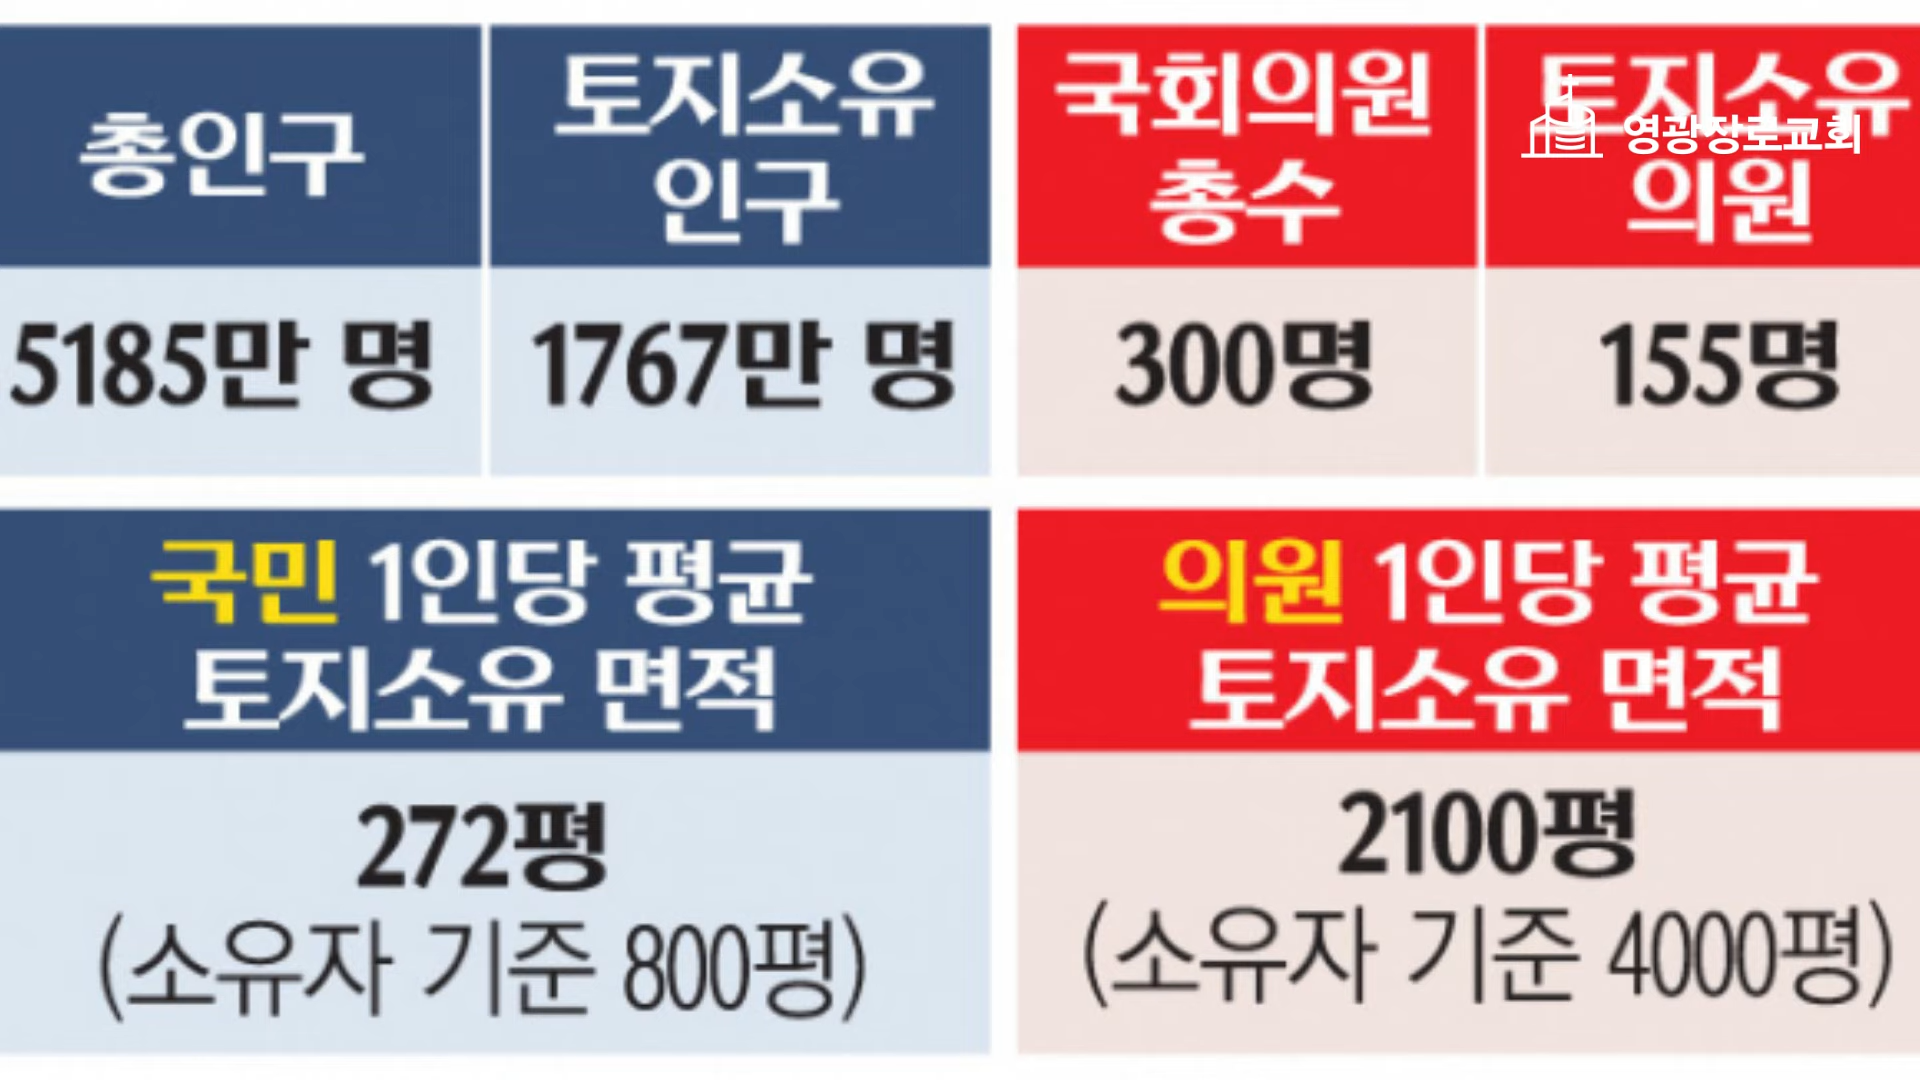 총인구
5185만 명
토지소유
인구
1767만 명
국회의원
총수
300명
토지소유
의원
155명
영광장로교회
국민 1인당 평균
토지소유 면적
272평
(소유자 기준 800평)
의원 1인당 평균
토지소유 면적
2100평
(소유자 기준 4000평)